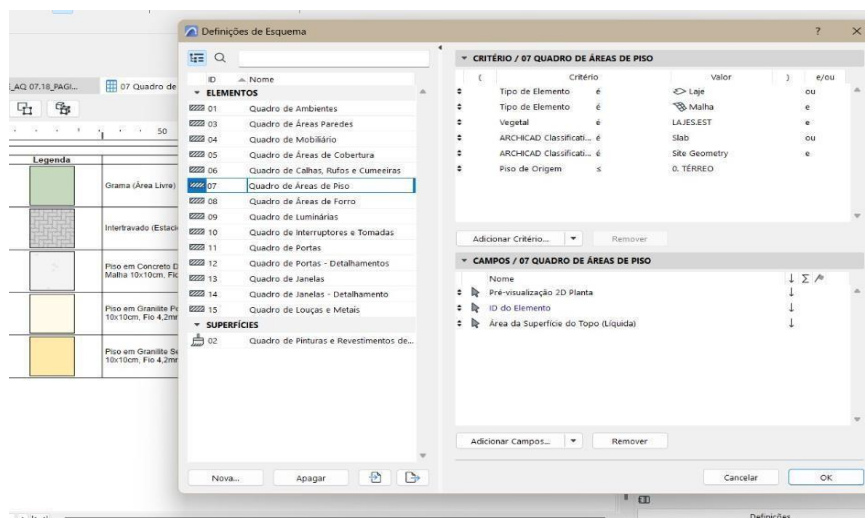 Definições de Esquema
? ×
_AQ 07.18_PAGI...
07 Quadro de
50
Legenda
Grama (Área Livre)
Intertravado (Estaci
Piso em Concreto D
Malha 10x10cm, Fio
Piso em Granilite Po
10x10cm, Fio 4,2mr
Piso em Granilite Se
10x10cm, Fio 4,2mr
ID Nome
ELEMENTOS
01 Quadro de Ambientes
03 Quadro de Áreas Paredes
04 Quadro de Mobiliário
05 Quadro de Áreas de Cobertura
06 Quadro de Calhas, Rufos e Cumeeiras
07 Quadro de Áreas de Piso
08 Quadro de Áreas de Forro
09 Quadro de Luminárias
10 Quadro de Interruptores e Tomadas
11 Quadro de Portas
12 Quadro de Portas - Detalhamentos
13 Quadro de Janelas
14 Quadro de Janelas - Detalhamento
15 Quadro de Louças e Metais
SUPERFÍCIES
02 Quadro de Pinturas e Revestimentos de...
Nova... Apagar
CRITÉRIO / 07 QUADRO DE ÁREAS DE PISO
( Critério Valor ) e/ou
Tipo de Elemento é Laje ou
Tipo de Elemento é Malha e
Vegetal é LAJES.EST e
ARCHICAD Classificati... é Slab ou
ARCHICAD Classificati... é Site Geometry e
Piso de Origem ≤ 0. TÉRREO
Adicionar Critério... Remover
CAMPOS / 07 QUADRO DE ÁREAS DE PISO
Nome
Pré-visualização 2D Planta
ID do Elemento
Área da Superfície do Topo (Líquida)
Adicionar Campos... Remover
Cancelar OK
Definições